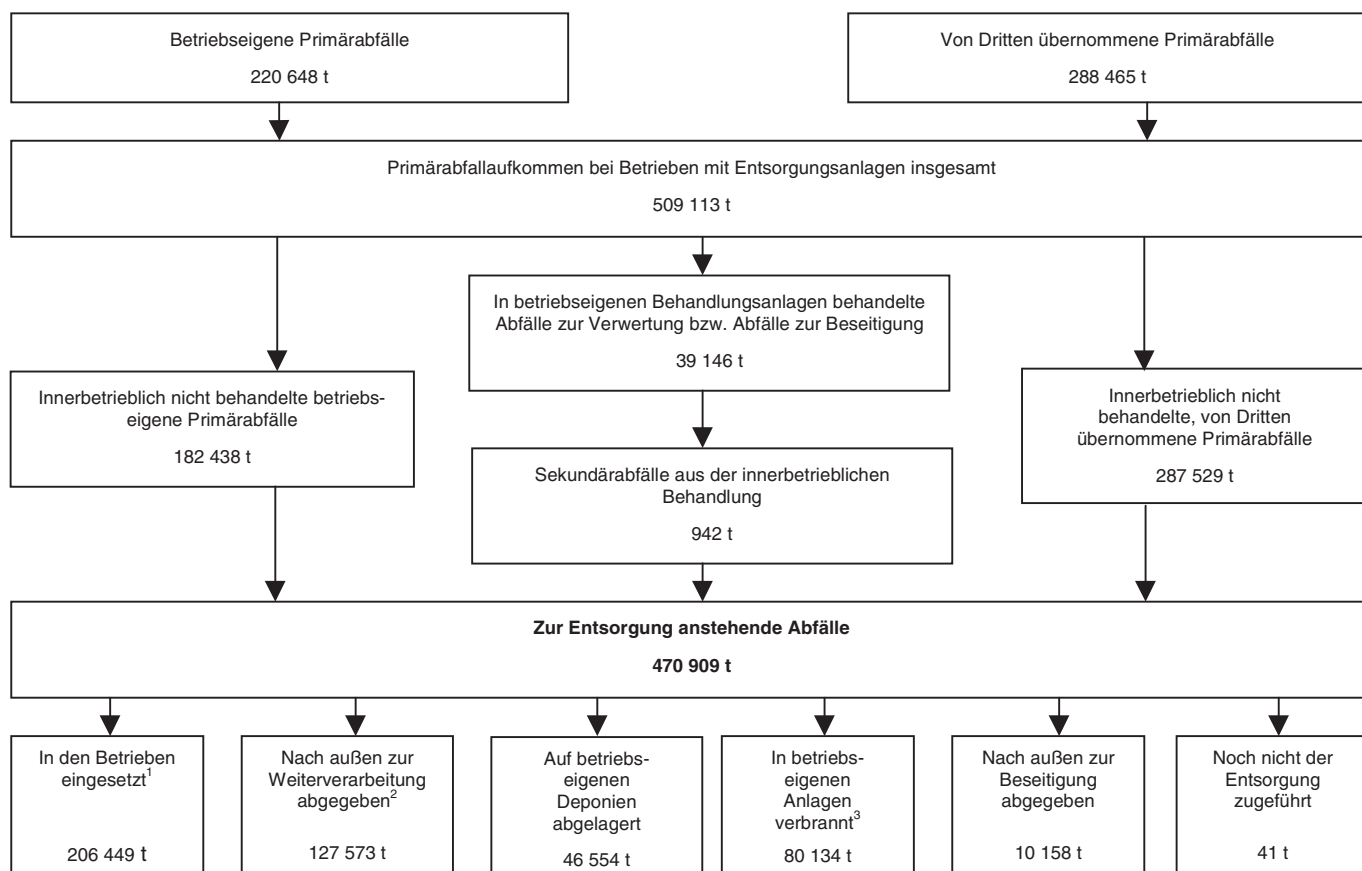 Betriebseigene Primärabfälle
220 648 t
Von Dritten übernommene Primärabfälle
288 465 t
Primärabfallaufkommen bei Betrieben mit Entsorgungsanlagen insgesamt
509 113 t
In betriebseigenen Behandlungsanlagen behandelte
Abfälle zur Verwertung bzw. Abfälle zur Beseitigung
39 146 t
Innerbetrieblich nicht behandelte betriebs-
eigene Primärabfälle
182 438 t
Innerbetrieblich nicht
behandelte, von Dritten
übernommene Primärabfälle
287 529 t
Sekundärabfälle aus der innerbetrieblichen
Behandlung
942 t
Zur Entsorgung anstehende Abfälle
470 909 t
In den Betrieben
eingesetzt¹
206 449 t
Nach außen zur
Weiterverarbeitung
abgegeben²
127 573 t
Auf betriebs-
eigenen
Deponien
abgelagert
46 554 t
In betriebs-
eigenen
Anlagen
verbrannt³
80 134 t
Nach außen zur
Beseitigung
abgegeben
10 158 t
Noch nicht der
Entsorgung
zugeführt
41 t